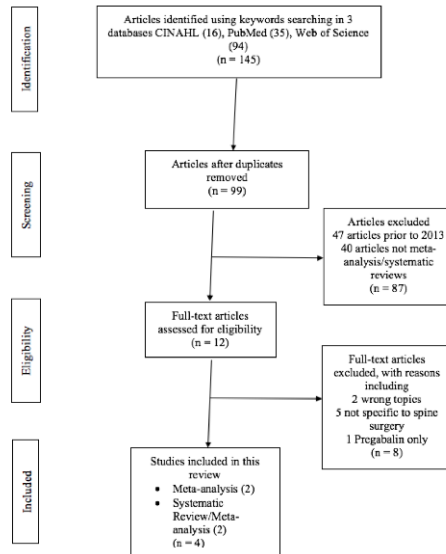 Identification
Articles identified using keywords searching in 3
databases CINAHL (16), PubMed (35), Web of Science
(94)
(n = 145)
Screening
Articles after duplicates
removed
(n = 99)
Articles excluded
47 articles prior to 2013
40 articles not meta-
analysis/systematic
reviews
(n = 87)
Eligibility
Full-text articles
assessed for eligibility
(n = 12)
Full-text articles
excluded, with reasons
including
2 wrong topics
5 not specific to spine
surgery
1 Pregabalin only
(n = 8)
Included
Studies included in this
review
• Meta-analysis (2)
• Systematic
Review/Meta-
analysis (2)
(n = 4)